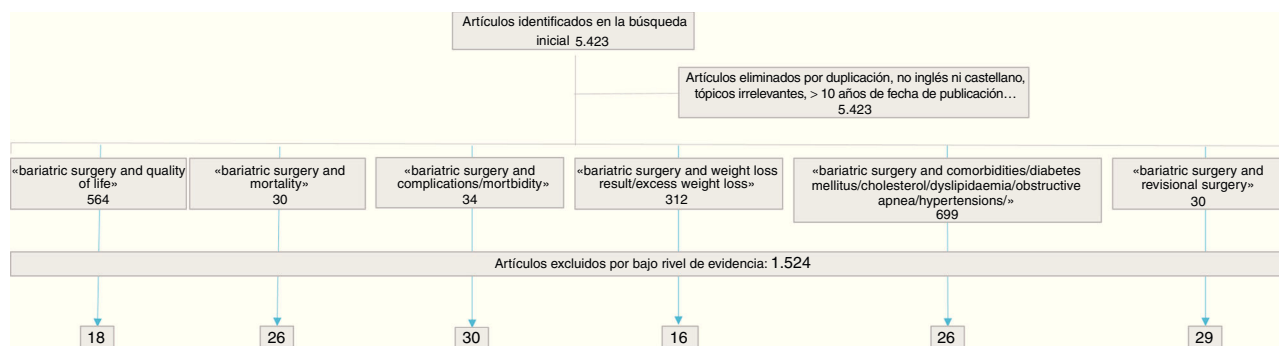 Artículos identificados en la búsqueda
inicial 5.423
Artículos eliminados por duplicación, no inglés ni castellano,
tópicos irrelevantes, > 10 años de fecha de publicación…
5.423
«bariatric surgery and quality
of life»
564
«bariatric surgery and
mortality»
30
«bariatric surgery and
complications/mortbidity»
34
«bariatric surgery and weight loss
result/excess weight loss»
312
«bariatric surgery and comorbidities/diabetes
mellitus/cholesterol/dyslipidaemia/obstructive
apnea/hypertensions/»
699
«bariatric surgery and
revisional surgery»
30
Artículos excluidos por bajo rivel de evidencia: 1.524
18
26
30
16
26
29